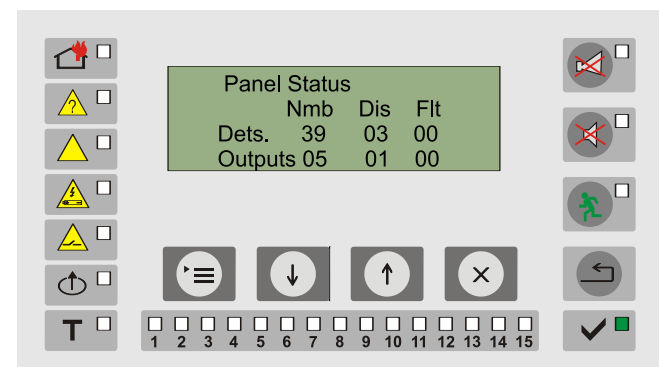 Panel Status
Nmb Dis Flt
Dets. 39 03 00
Outputs 05 01 00
?
T
1 2 3 4 5 6 7 8 9 10 11 12 13 14 15